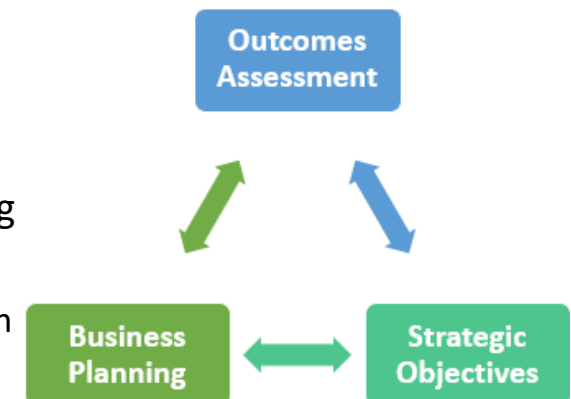 Outcomes
Assessment
Business
Planning
Strategic
Objectives